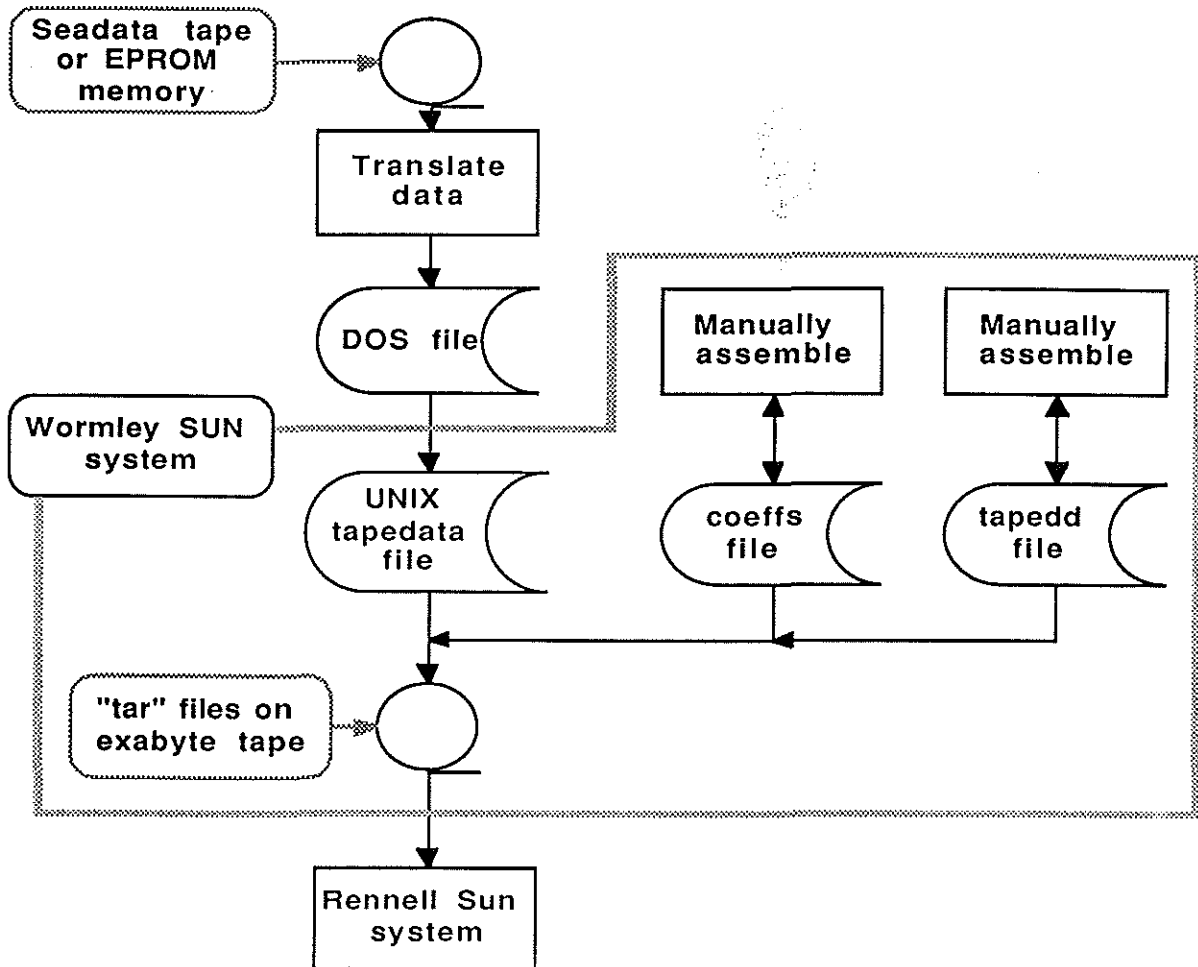 Seadata tape
or EPROM
memory
Translate
data
DOS file
Manually
assemble
Manually
assemble
Wormley SUN
system
UNIX
tapedata
file
coeffs
file
tapedd
file
"tar" files on
exabyte tape
Rennell Sun
system